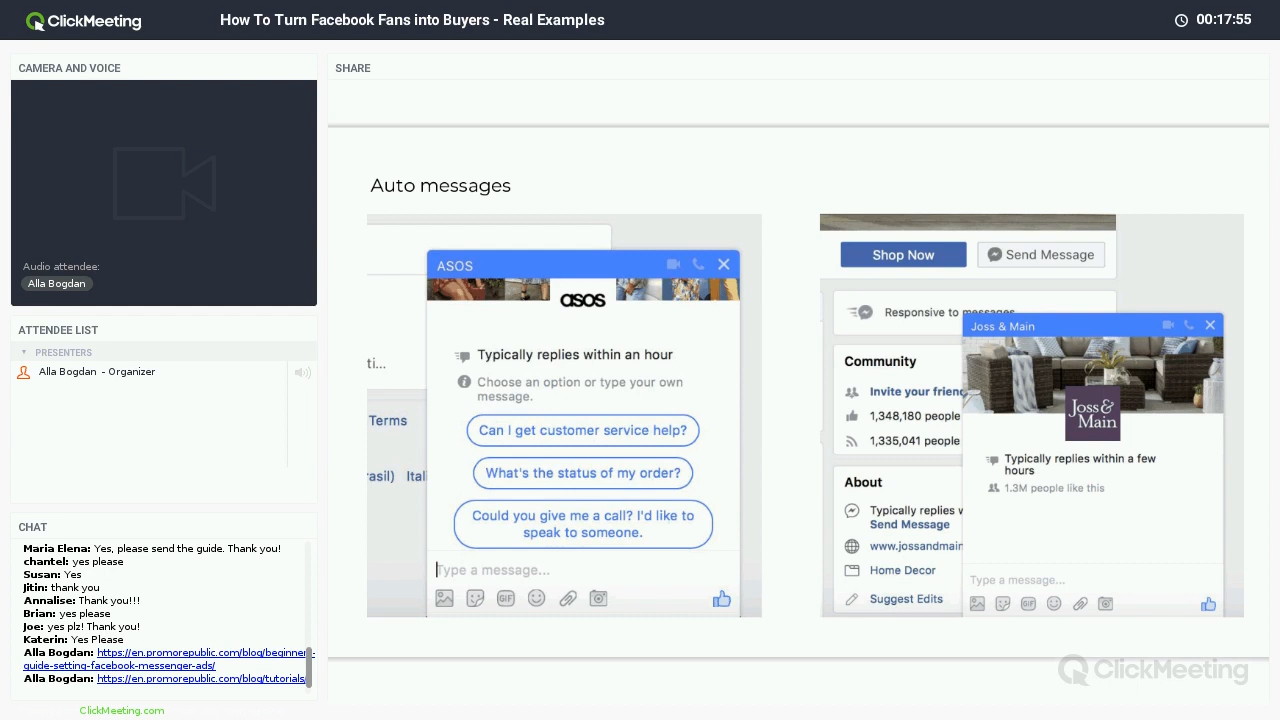 ClickMeeting
How To Turn Facebook Fans into Buyers - Real Examples
00:17:55
CAMERA AND VOICE
Audio attendee:
Alla Bogdan
ATTENDEE LIST
PRESENTERS
Alla Bogdan - Organizer
CHAT
Maria Elena: Yes, please send the guide. Thank you!
chantel: yes please
Susan: Yes
Jitin: thank you
Annalise: Thank you!!!
Brian: yes please
Joe: yes plz! Thank you!
Katerin: Yes Please
Alla Bogdan: https://en.promorepublic.com/blog/beginner-
guide-setting-facebook-messenger-ads/
Alla Bogdan: https://en.promorepublic.com/blog/tutorials/
ClickMeeting.com
SHARE
Auto messages
ti...
Terms
rasil) Itali
ASOS
asos
Typically replies within an hour
Choose an option or type your own
message.
Can I get customer service help?
What's the status of my order?
Could you give me a call? I'd like to
speak to someone.
Type a message...
GIF
Shop Now
Send Message
Responsive to messages
Community
Invite your friend
1,348,180 people
1,335,041 people
About
Typically replies w
Send Message
www.jossandmain
Home Decor
Suggest Edits
Joss & Main
Joss &
Main
Typically replies within a few
hours
1.3M people like this
Type a message...
GIF
ClickMeeting